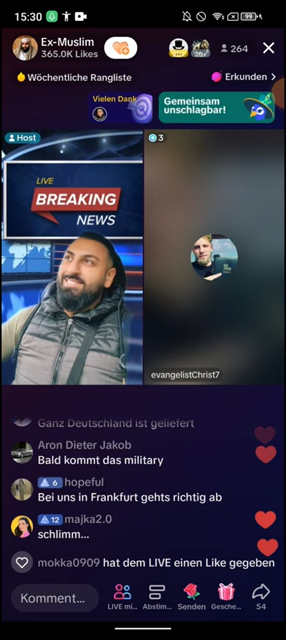 15:30
99
Ex-Muslim
365.0K Likes
264
Wöchentliche Rangliste
Erkunden
Vielen Dank
Gemeinsam
unschlagbar!
Host
3
LIVE
BREAKING
NEWS
evangelistChrist7
Ganz Deutschland ist geliefert
Aron Dieter Jakob
Bald kommt das military
6 hopeful
Bei uns in Frankfurt gehts richtig ab
12 majka2.0
schlimm...
mokka0909 hat dem LIVE einen Like gegeben
Komment...
LIVE mi...
Abstim...
Senden
Gesche...
54